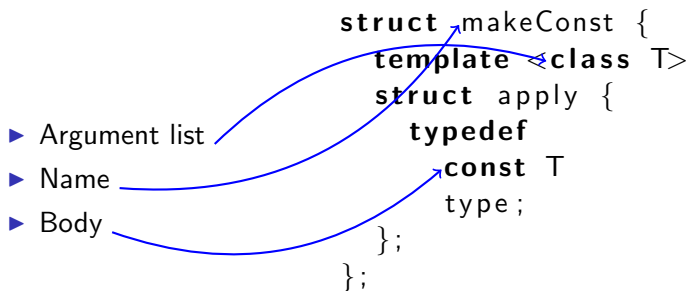 struct makeConst {
template <class T>
struct apply {
typedef
const T
type;
};
};
► Argument list
► Name
► Body